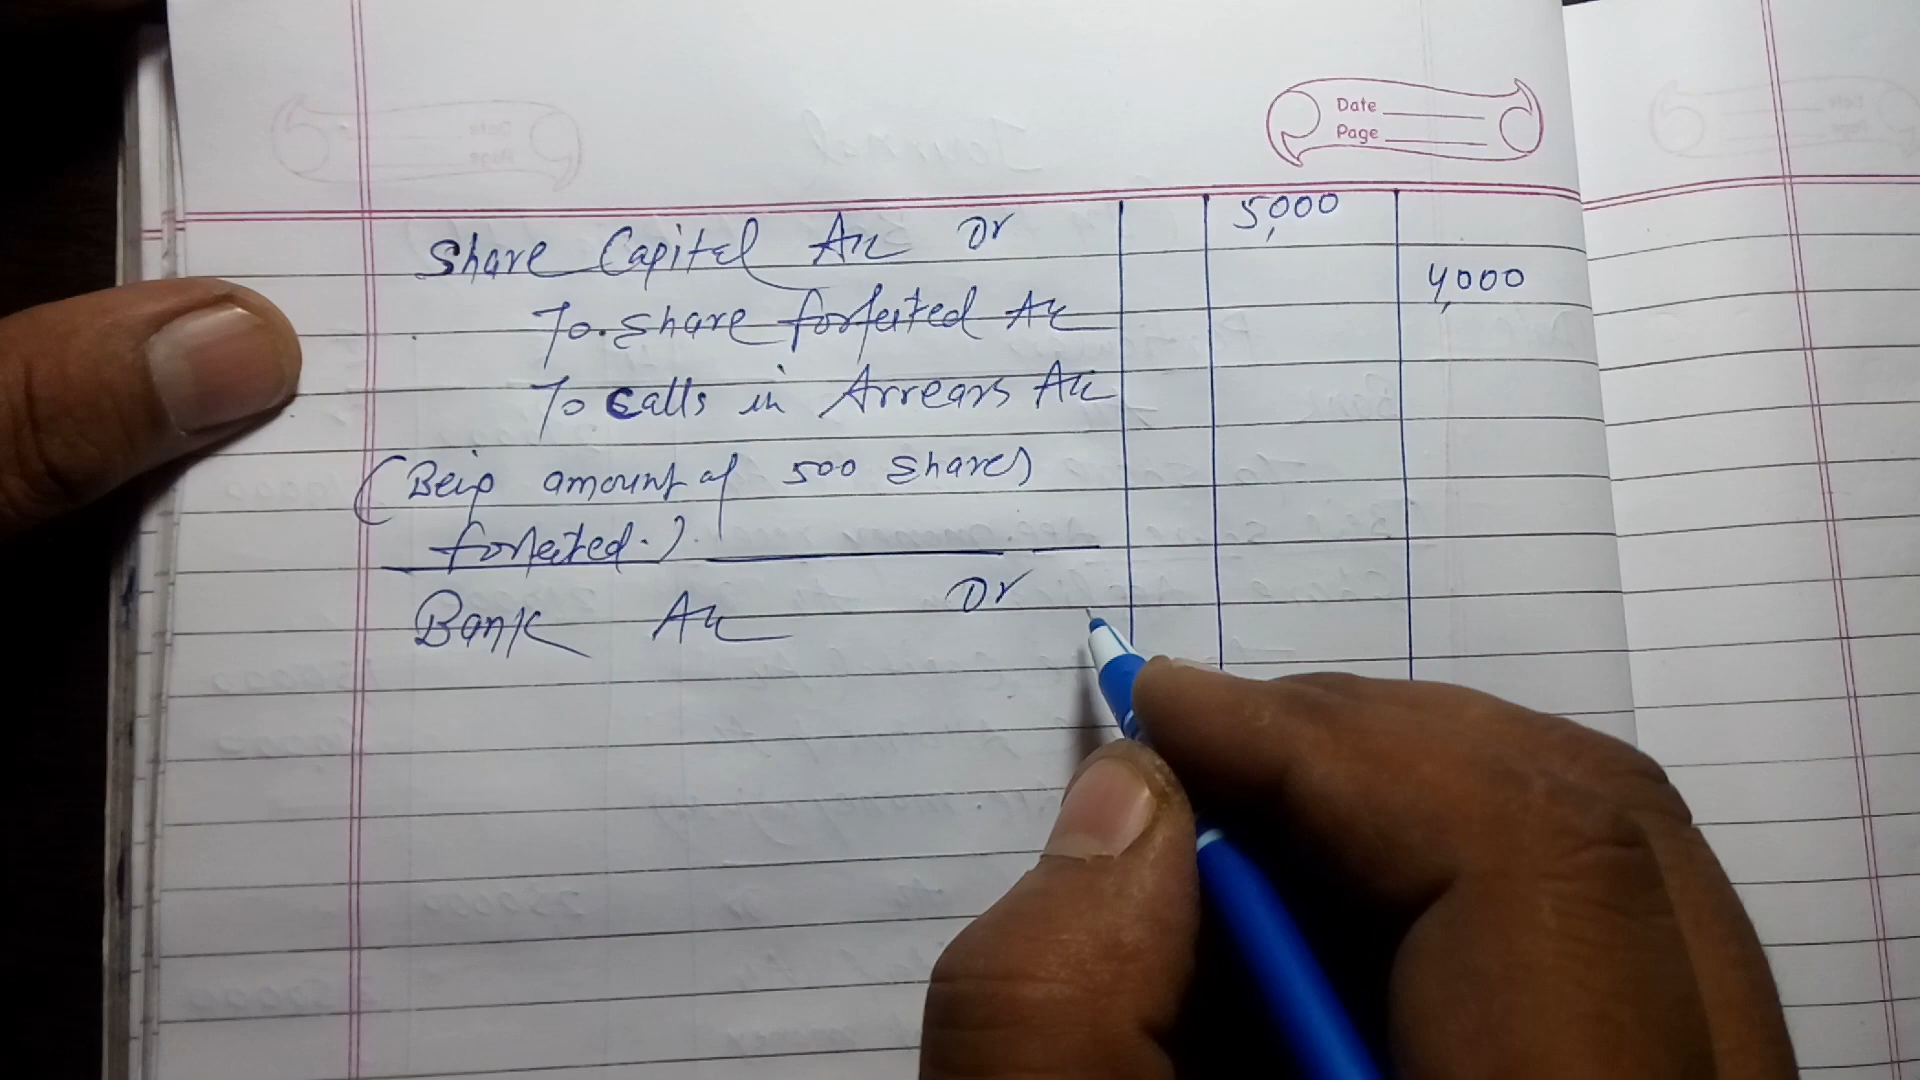 Date
Page
Share Capital A/c Dr 5,000
To. Share forfeited A/c 4,000
To Calls in Arrears A/c
(Being amount of 500 Shares
forfeited.)
Bank A/c Dr